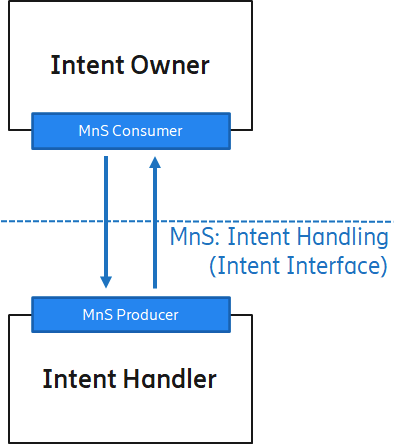 Intent Owner
MnS Consumer
MnS: Intent Handling
(Intent Interface)
MnS Producer
Intent Handler